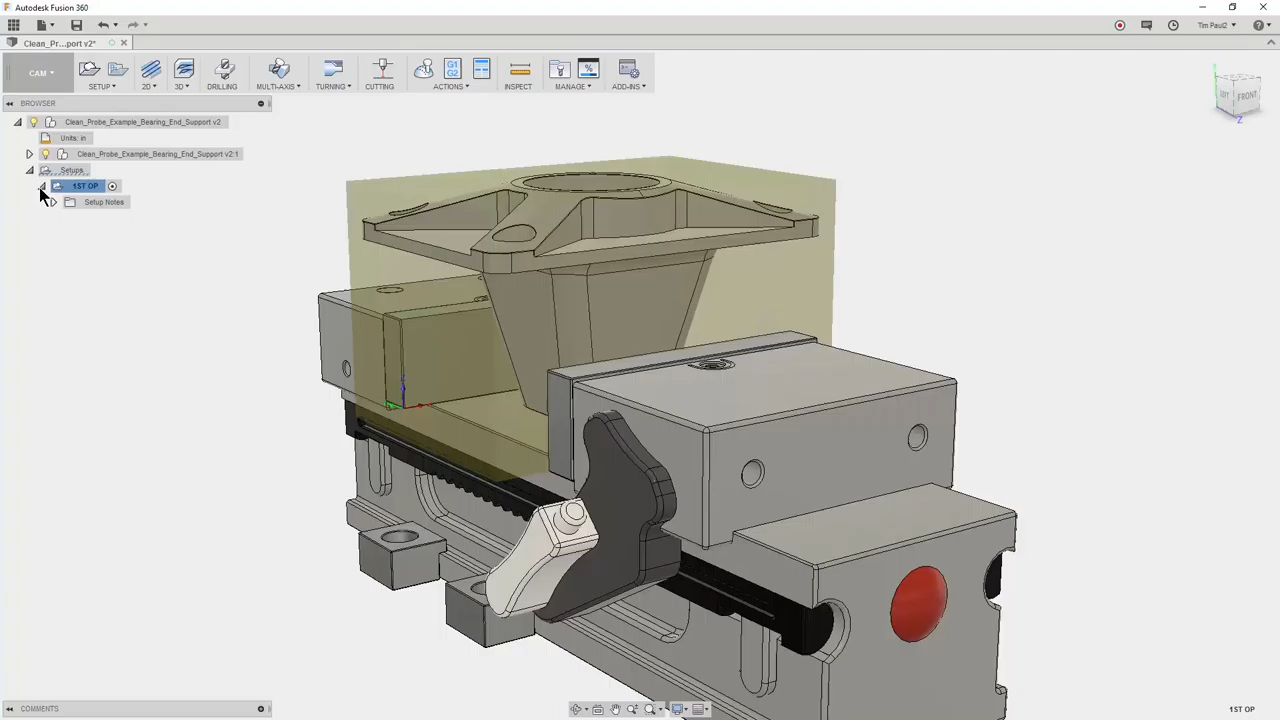 Autodesk Fusion 360
Tim Paul2
Clean_Pr...port v2*
CAM
SETUP
2D
3D
DRILLING
MULTI-AXIS
TURNING
CUTTING
G1
G2
ACTIONS
INSPECT
MANAGE
ADD-INS
BROWSER
Clean_Probe_Example_Bearing_End_Support v2
Units: in
Clean_Probe_Example_Bearing_End_Support v2:1
Setups
1ST OP
Setup Notes
FRONT
Z
COMMENTS
1ST OP